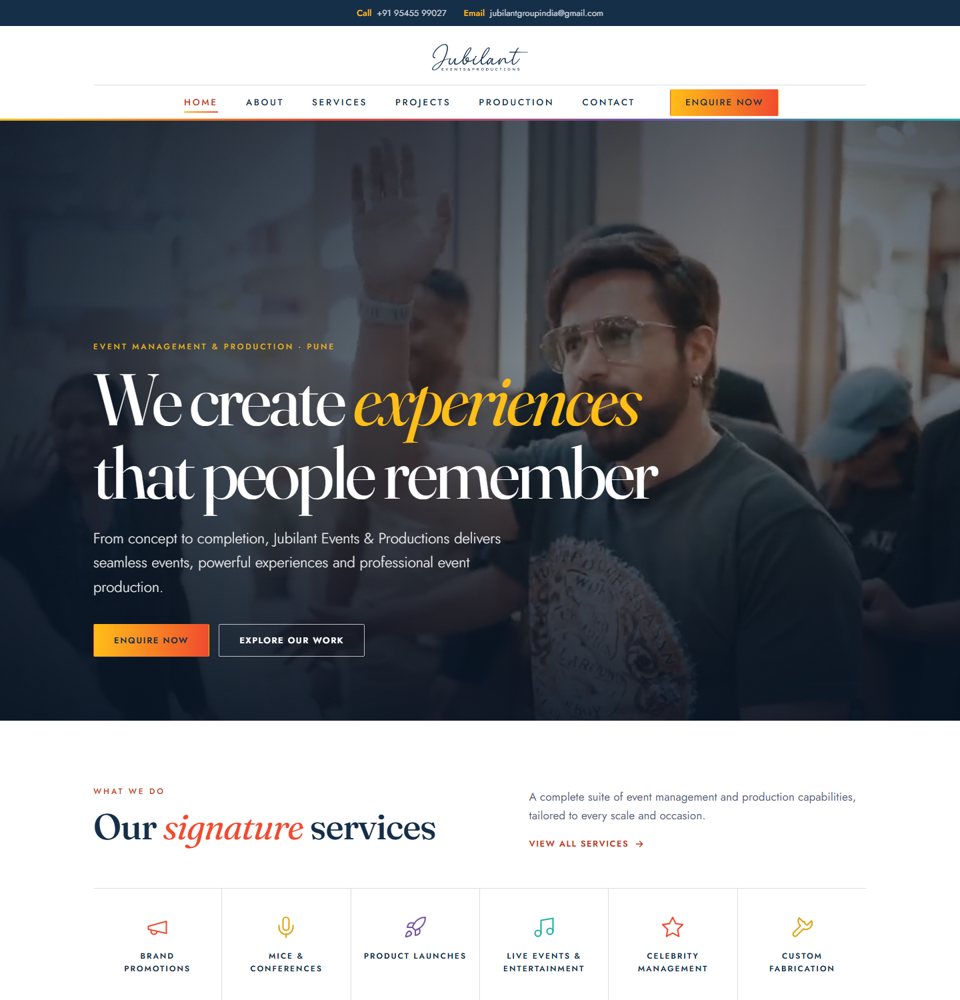 Call +91 95455 99027 Email jubilantgroupindia@gmail.com
Jubilant
EVENTS & PRODUCTIONS
HOME ABOUT SERVICES PROJECTS PRODUCTION CONTACT ENQUIRE NOW
EVENT MANAGEMENT & PRODUCTION - PUNE
We create experiences
that people remember
From concept to completion, Jubilant Events & Productions delivers
seamless events, powerful experiences and professional event
production.
ENQUIRE NOW EXPLORE OUR WORK
WHAT WE DO
Our signature services
A complete suite of event management and production capabilities,
tailored to every scale and occasion.
VIEW ALL SERVICES →
BRAND
PROMOTIONS
MICE &
CONFERENCES
PRODUCT LAUNCHES
LIVE EVENTS &
ENTERTAINMENT
CELEBRITY
MANAGEMENT
CUSTOM
FABRICATION